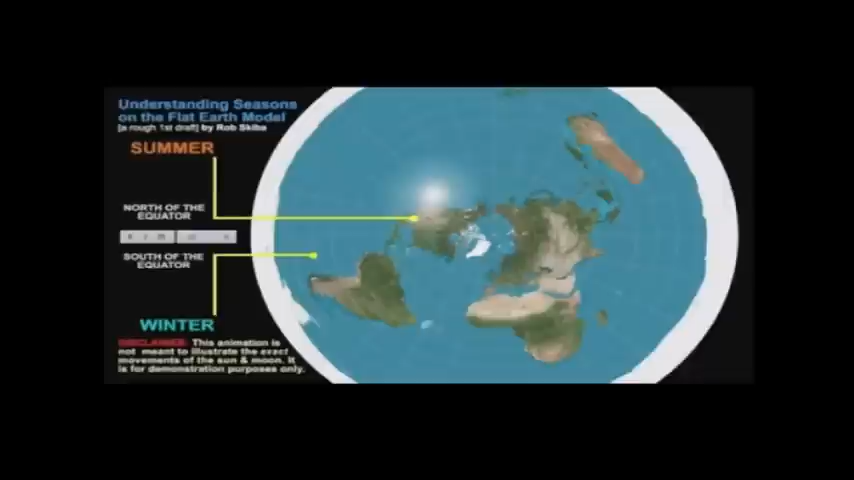 Understanding Seasons
on the Flat Earth Model
[a rough 1st draft] by Rob Skiba
SUMMER
NORTH OF THE
EQUATOR
SOUTH OF THE
EQUATOR
WINTER
DISCLAIMER: This animation is
not meant to illustrate the exact
movements of the sun & moon. It
is for demonstration purposes only.